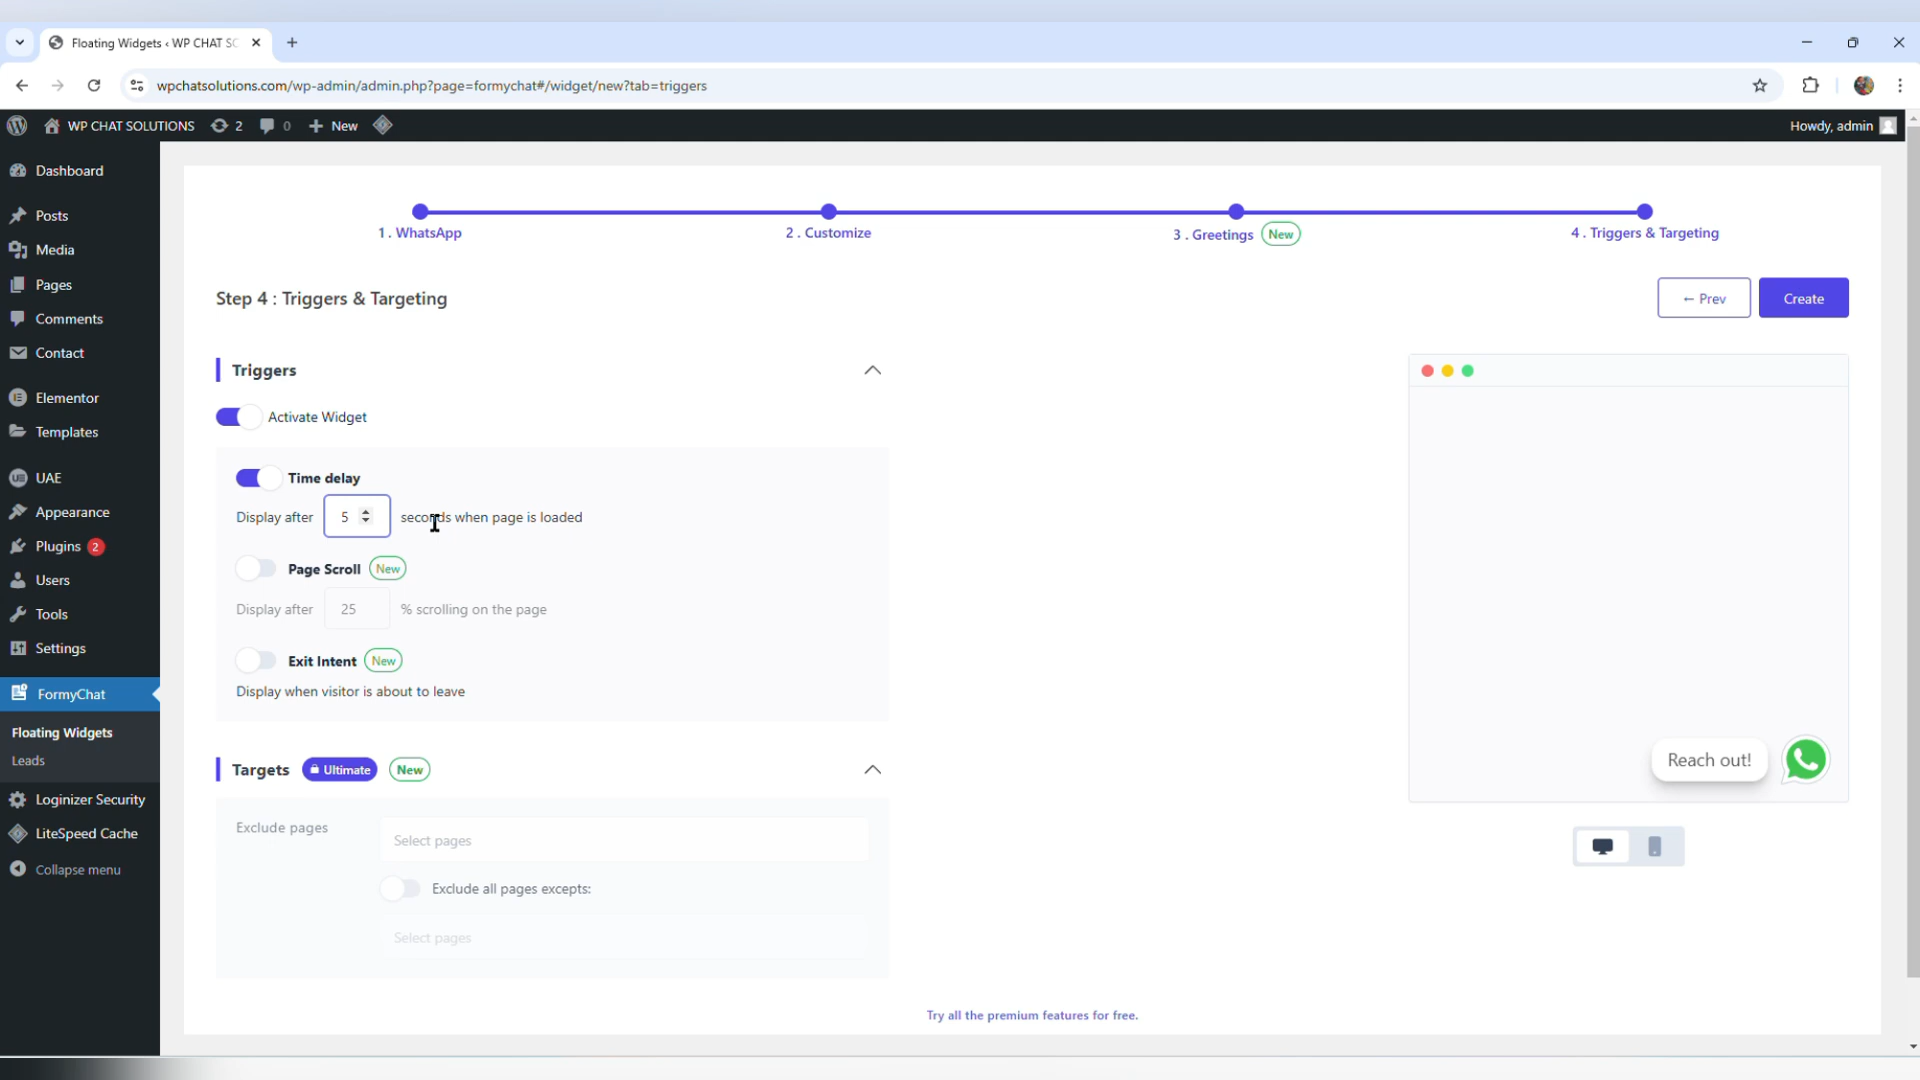 Floating Widgets ‹ WP CHAT SO
wpchatsolutions.com/wp-admin/admin.php?page=formychat#/widget/new?tab=triggers
WP CHAT SOLUTIONS 2 0 New Howdy, admin
Dashboard
Posts
Media
Pages
Comments
Contact
Elementor
Templates
UAE
Appearance
Plugins 2
Users
Tools
Settings
FormyChat
Floating Widgets
Leads
Loginizer Security
LiteSpeed Cache
Collapse menu
1 . WhatsApp
2 . Customize
3 . Greetings New
4 . Triggers & Targeting
Step 4 : Triggers & Targeting
← Prev
Create
Triggers
Activate Widget
Time delay
Display after 5 seconds when page is loaded
Page Scroll New
Display after 25 % scrolling on the page
Exit Intent New
Display when visitor is about to leave
Targets Ultimate New
Exclude pages
Select pages
Exclude all pages excepts:
Select pages
Reach out!
Try all the premium features for free.